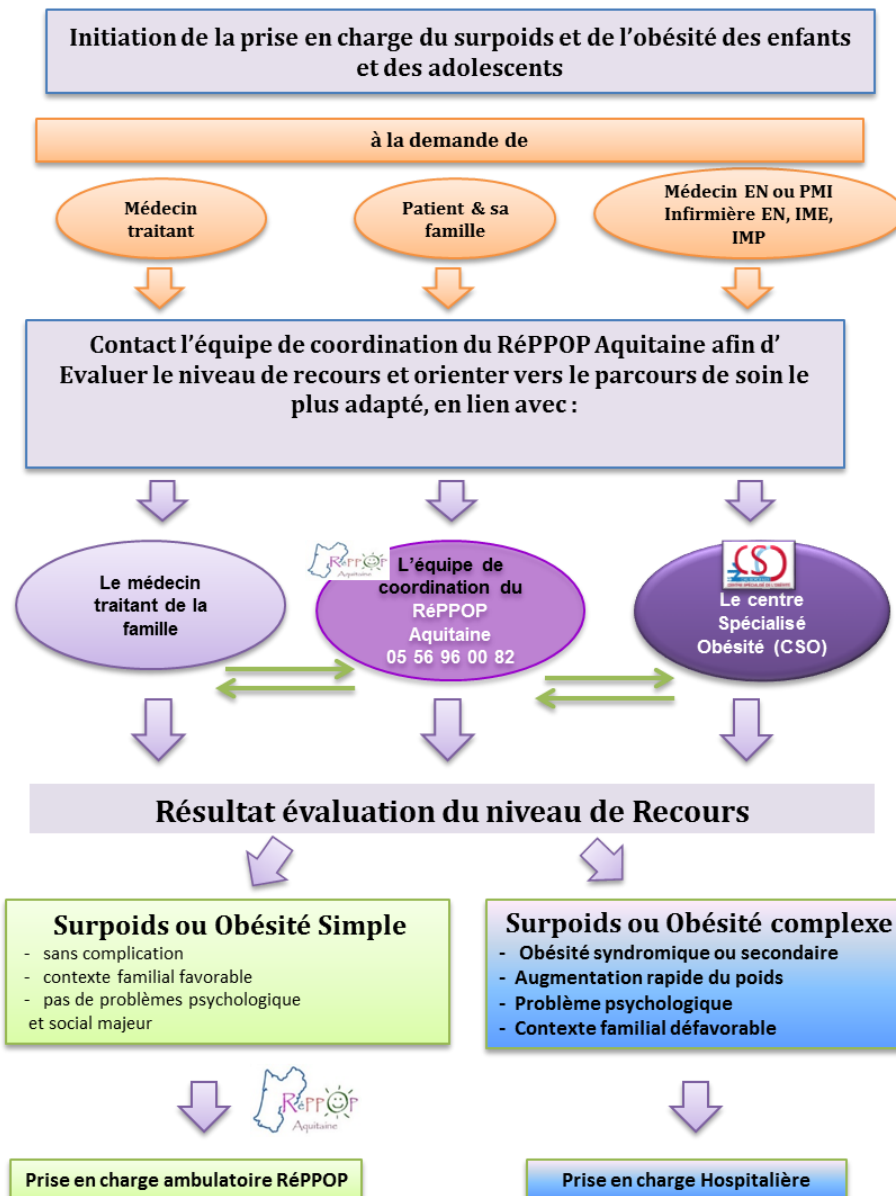 Initiation de la prise en charge du surpoids et de l'obésité des enfants
et des adolescents
à la demande de
Médecin
traitant
Patient & sa
famille
Médecin EN ou PMI
Infirmière EN, IME,
IMP
Contact l'équipe de coordination du RéPPOP Aquitaine afin d'
Evaluer le niveau de recours et orienter vers le parcours de soin le
plus adapté, en lien avec :
Le médecin
traitant de la
famille
RéPPOP
Aquitaine
L'équipe de
coordination du
RéPPOP
Aquitaine
05 56 96 00 82
CSO
CENTRE SPÉCIALISÉ DE L'OBÉSITÉ
Le centre
Spécialisé
Obésité (CSO)
Résultat évaluation du niveau de Recours
Surpoids ou Obésité Simple
- sans complication
- contexte familial favorable
- pas de problèmes psychologique
et social majeur
Surpoids ou Obésité complexe
- Obésité syndromique ou secondaire
- Augmentation rapide du poids
- Problème psychologique
- Contexte familial défavorable
RéPPOP
Aquitaine
Prise en charge ambulatoire RéPPOP
Prise en charge Hospitalière